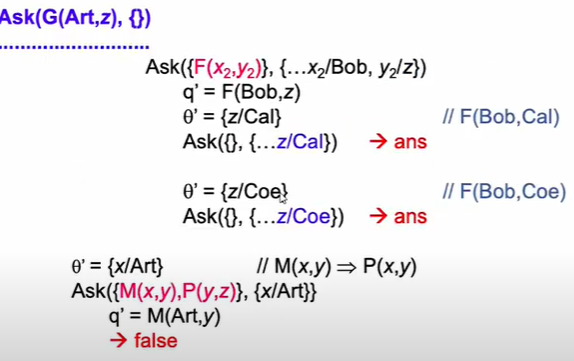 Ask(G(Art,z), {})
............................
Ask({F(x₂,y₂)}, {…x₂/Bob, y₂/z})
q' = F(Bob,z)
θ' = {z/Cal} // F(Bob,Cal)
Ask({}, {…z/Cal}) → ans
θ' = {z/Coe} // F(Bob,Coe)
Ask({}, {…z/Coe}) → ans
θ' = {x/Art} // M(x,y) ⇒ P(x,y)
Ask({M(x,y),P(y,z)}, {x/Art}}
q' = M(Art,y)
→ false